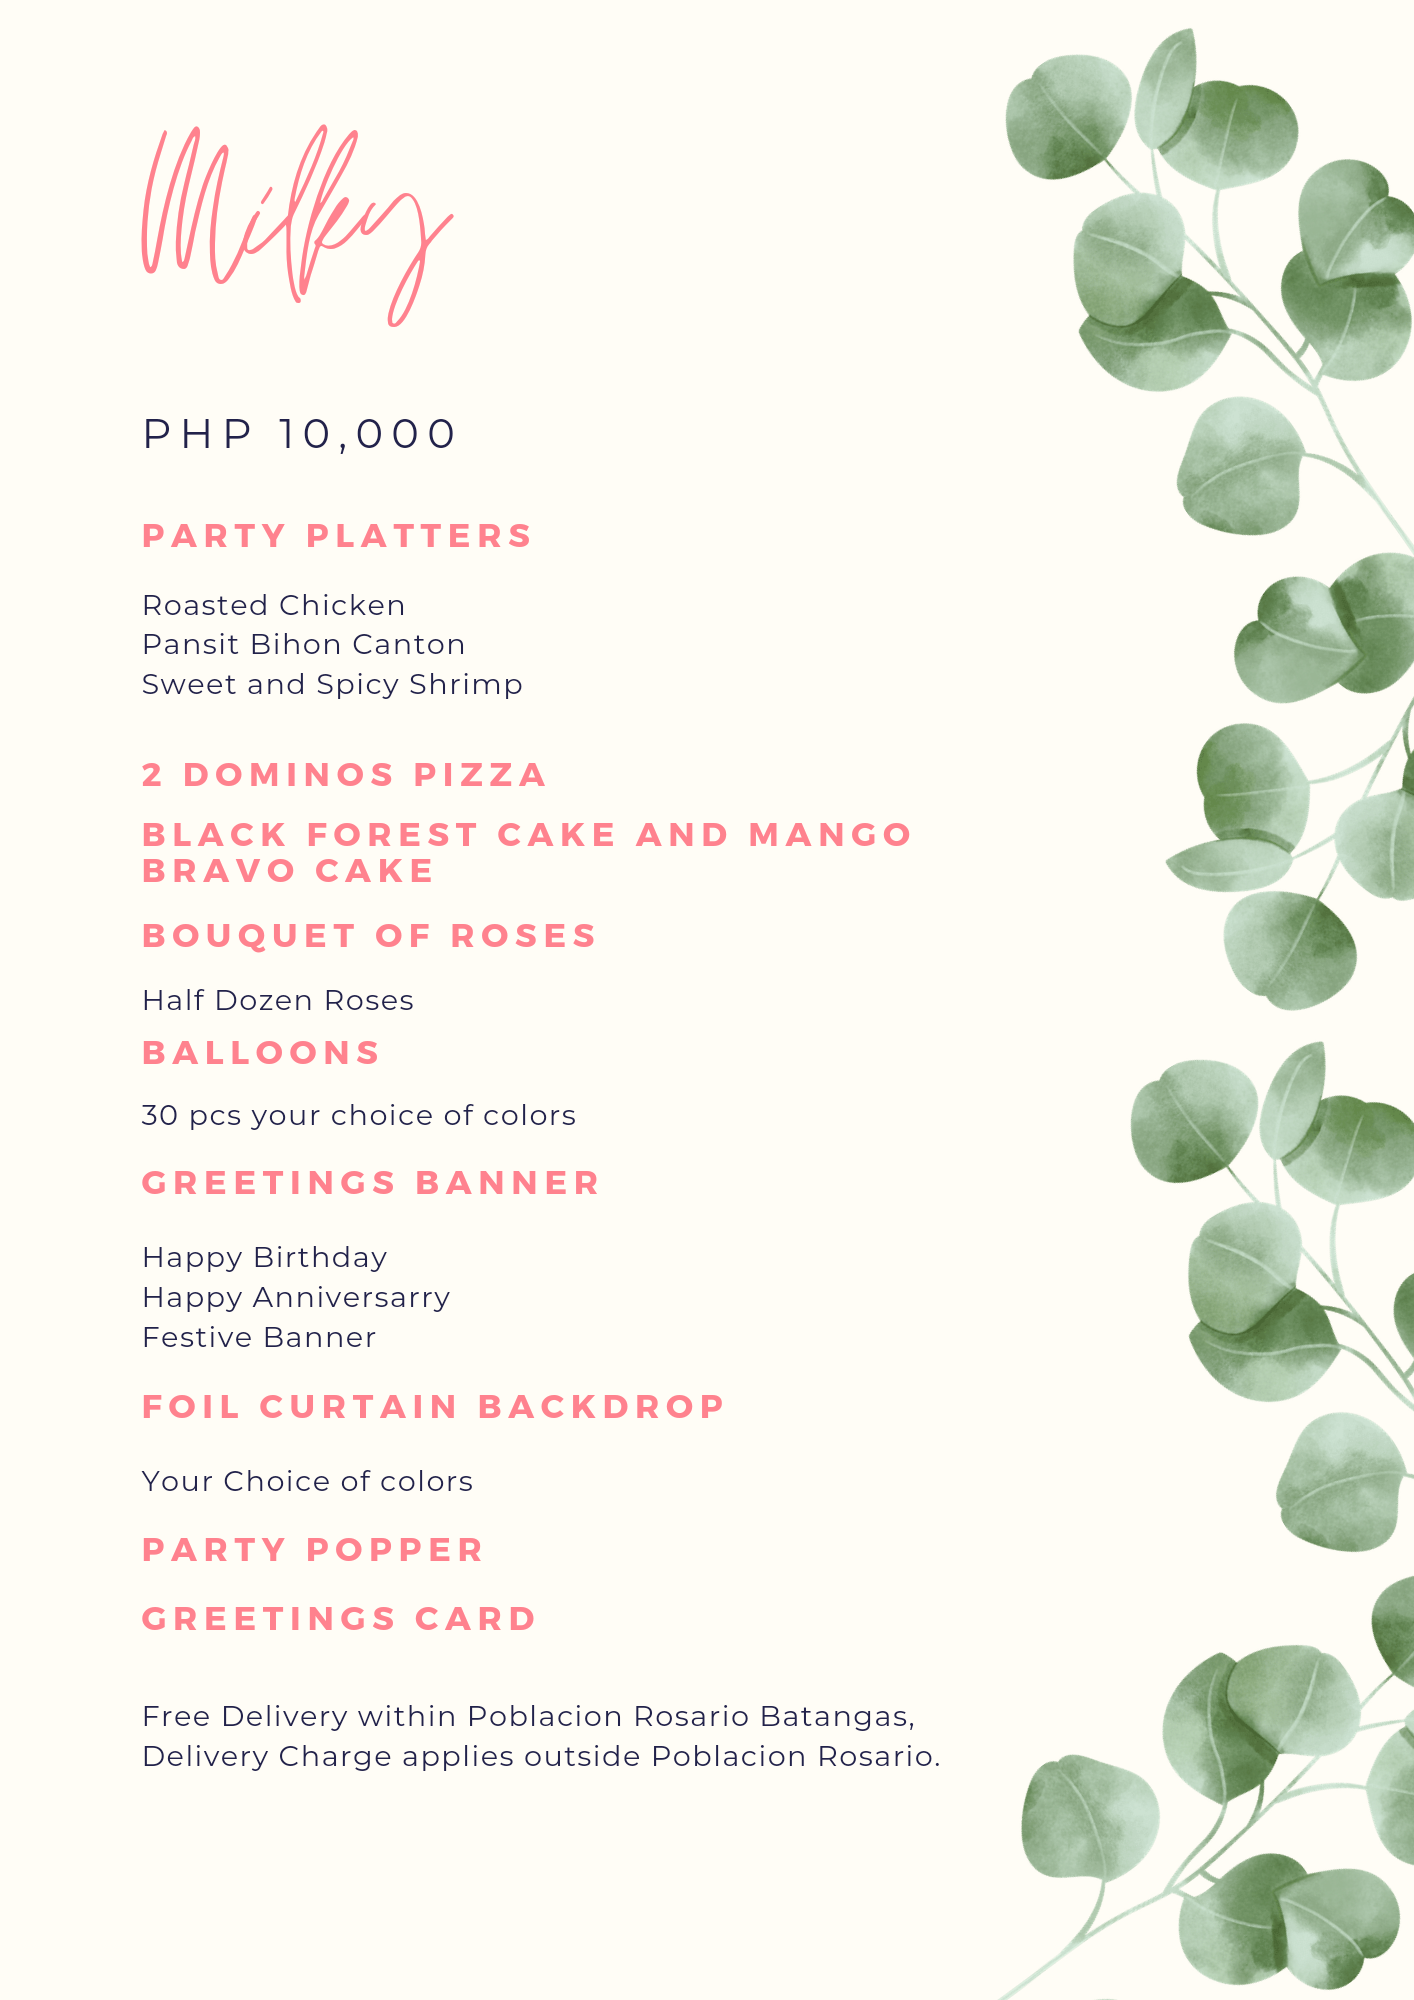 Milky
PHP 10,000
PARTY PLATTERS
Roasted Chicken
Pansit Bihon Canton
Sweet and Spicy Shrimp
2 DOMINOS PIZZA
BLACK FOREST CAKE AND MANGO
BRAVO CAKE
BOUQUET OF ROSES
Half Dozen Roses
BALLOONS
30 pcs your choice of colors
GREETINGS BANNER
Happy Birthday
Happy Anniversarry
Festive Banner
FOIL CURTAIN BACKDROP
Your Choice of colors
PARTY POPPER
GREETINGS CARD
Free Delivery within Poblacion Rosario Batangas,
Delivery Charge applies outside Poblacion Rosario.